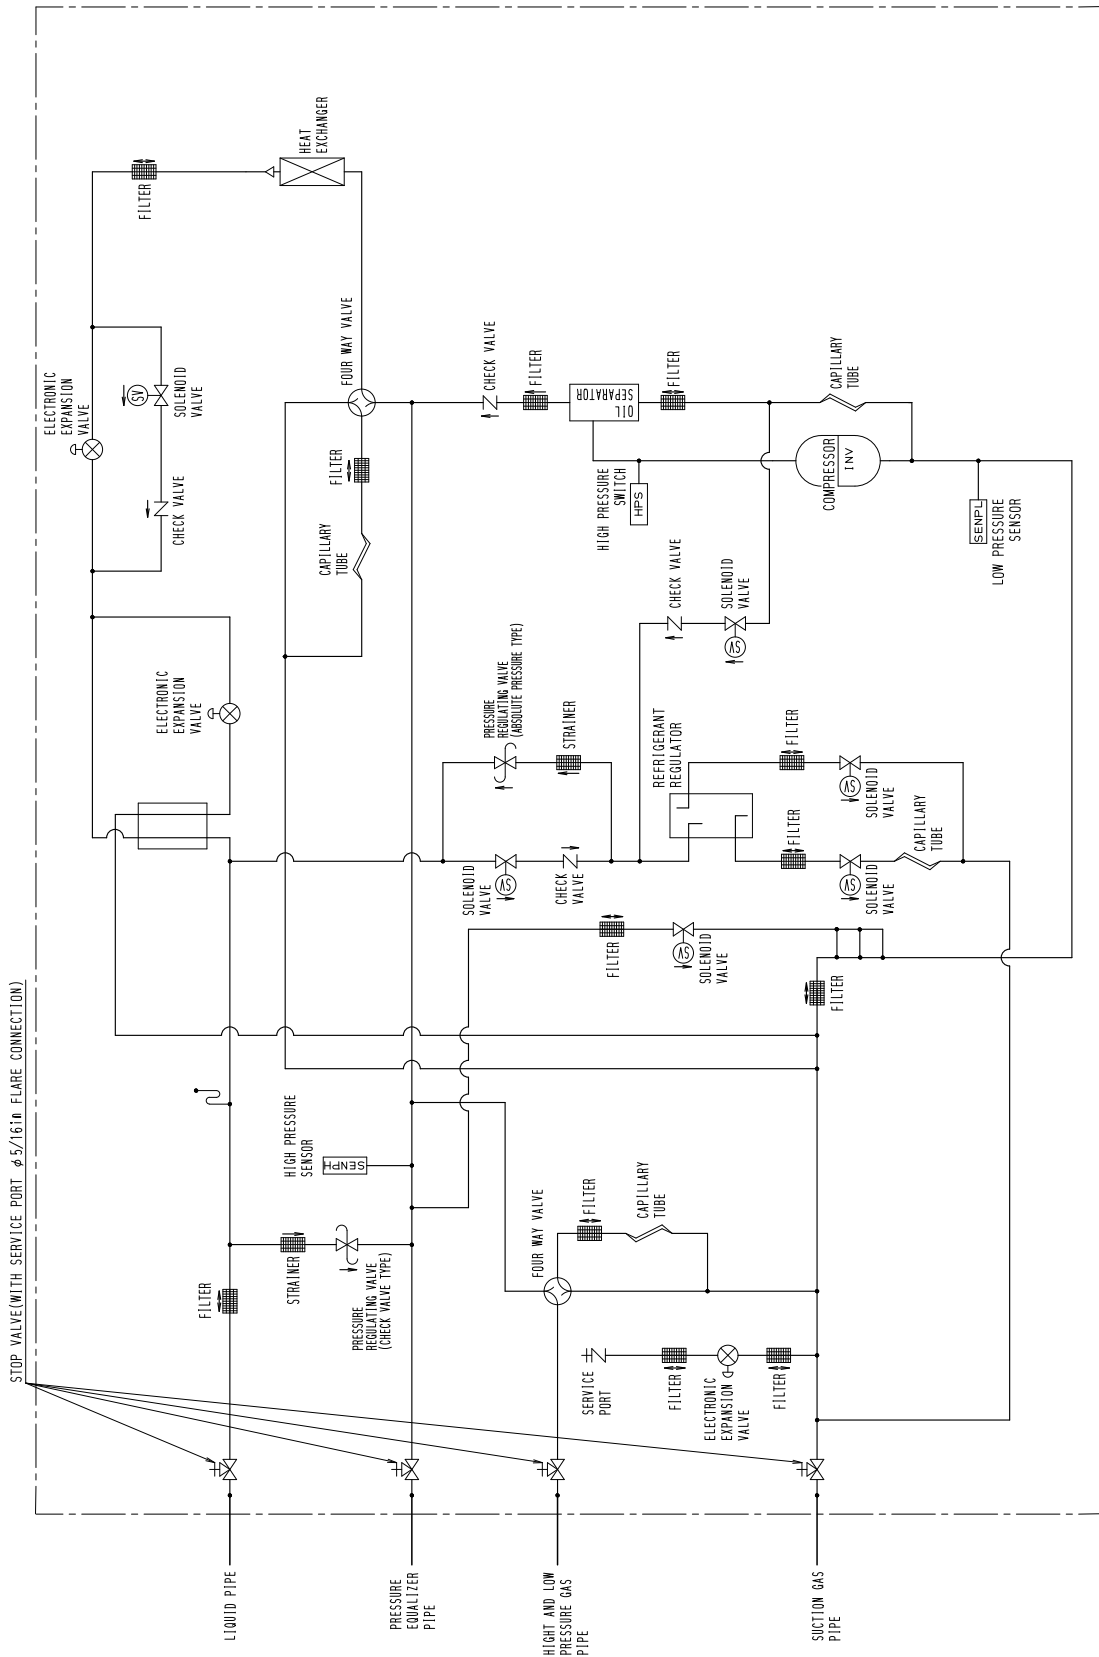 STOP VALVE(WITH SERVICE PORT φ5/16in FLARE CONNECTION)
LIQUID PIPE
PRESSURE
EQUALIZER
PIPE
HIGHT AND LOW
PRESSURE GAS
PIPE
SUCTION GAS
PIPE
FILTER
STRAINER
PRESSURE
REGULATING VALVE
(CHECK VALVE TYPE)
HIGH PRESSURE
SENSOR
SENPH
FOUR WAY VALVE
FILTER
CAPILLARY
TUBE
SERVICE
PORT
FILTER
ELECTRONIC
EXPANSION
VALVE
FILTER
FILTER
SV
SOLENOID
VALVE
FILTER
ELECTRONIC
EXPANSION
VALVE
SV
SOLENOID
VALVE
CHECK
VALVE
PRESSURE
REGULATING VALVE
(ABSOLUTE PRESSURE TYPE)
STRAINER
REFRIGERANT
REGULATOR
FILTER
SV
SOLENOID
VALVE
FILTER
SV
SOLENOID
VALVE
CAPILLARY
TUBE
CHECK VALVE
SV
SOLENOID
VALVE
ELECTRONIC
EXPANSION
VALVE
SV
SOLENOID
VALVE
CHECK VALVE
FILTER
HEAT
EXCHANGER
FOUR WAY VALVE
FILTER
CAPILLARY
TUBE
CHECK VALVE
FILTER
OIL
SEPARATOR
FILTER
CAPILLARY
TUBE
HIGH PRESSURE
SWITCH
HPS
COMPRESSOR
INV
SENPL
LOW PRESSURE
SENSOR